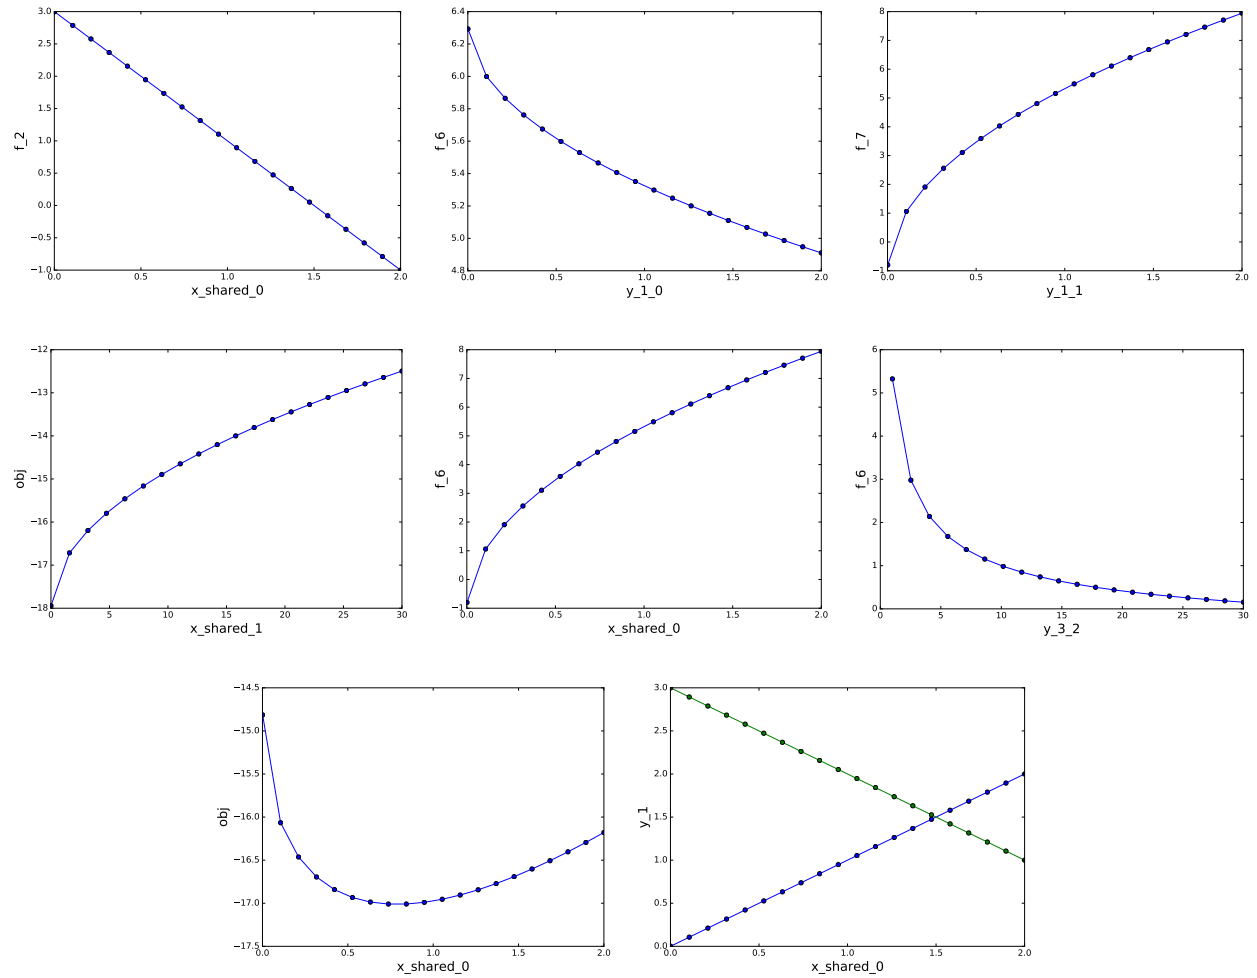 3.0
2.5
2.0
1.5
1.0
0.5
0.0
−0.5
−1.0
f_2
0.0 0.5 1.0 1.5 2.0
x_shared_0
6.4
6.2
6.0
5.8
5.6
5.4
5.2
5.0
4.8
f_6
0.0 0.5 1.0 1.5 2.0
y_1_0
8
7
6
5
4
3
2
1
0
−1
f_7
0.0 0.5 1.0 1.5 2.0
y_1_1
−12
−13
−14
−15
−16
−17
−18
obj
0 5 10 15 20 25 30
x_shared_1
8
7
6
5
4
3
2
1
0
−1
f_6
0.0 0.5 1.0 1.5 2.0
x_shared_0
6
5
4
3
2
1
0
f_6
0 5 10 15 20 25 30
y_3_2
−14.5
−15.0
−15.5
−16.0
−16.5
−17.0
−17.5
obj
0.0 0.5 1.0 1.5 2.0
x_shared_0
3.0
2.5
2.0
1.5
1.0
0.5
0.0
y_1
0.0 0.5 1.0 1.5 2.0
x_shared_0